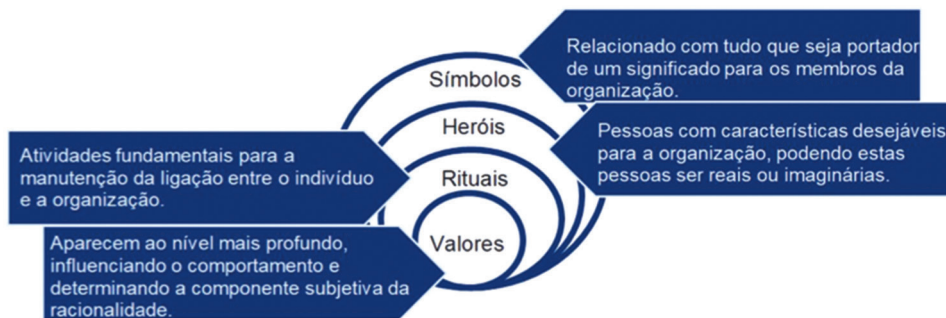 Símbolos
Relacionado com tudo que seja portador
de um significado para os membros da
organização.
Heróis
Pessoas com características desejáveis
para a organização, podendo estas
pessoas ser reais ou imaginárias.
Atividades fundamentais para a
manutenção da ligação entre o indivíduo
e a organização.
Rituais
Aparecem ao nível mais profundo,
influenciando o comportamento e
determinando a componente subjetiva da
racionalidade.
Valores